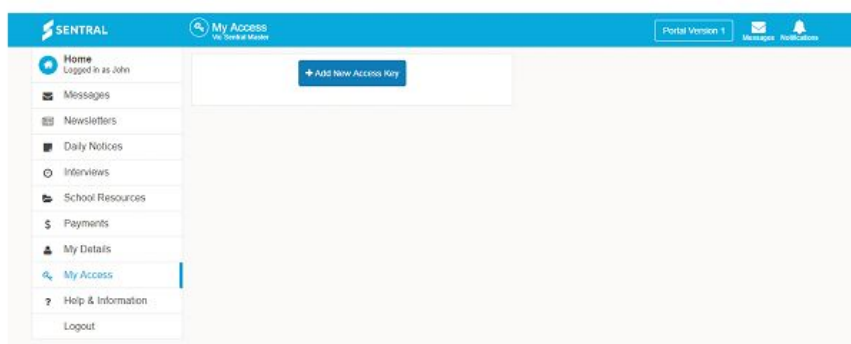 SENTRAL
My Access
Vic Sentral Master
Portal Version 1
Messages
Notifications
Home
Logged in as John
+ Add New Access Key
Messages
Newsletters
Daily Notices
Interviews
School Resources
$ Payments
My Details
My Access
? Help & Information
Logout